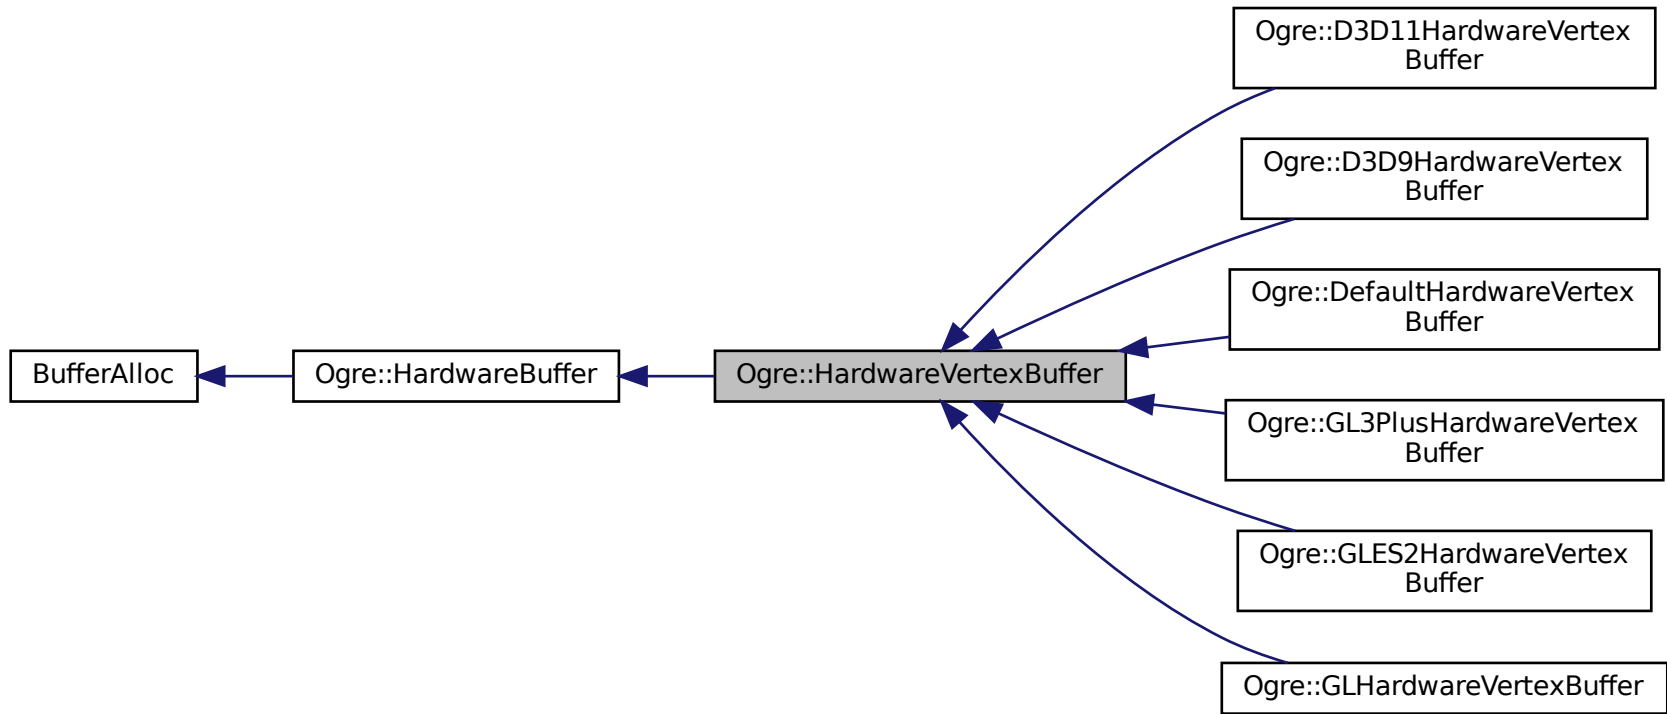 Ogre::D3D11HardwareVertex
Buffer
Ogre::D3D9HardwareVertex
Buffer
Ogre::DefaultHardwareVertex
Buffer
BufferAlloc
Ogre::HardwareBuffer
Ogre::HardwareVertexBuffer
Ogre::GL3PlusHardwareVertex
Buffer
Ogre::GLES2HardwareVertex
Buffer
Ogre::GLHardwareVertexBuffer